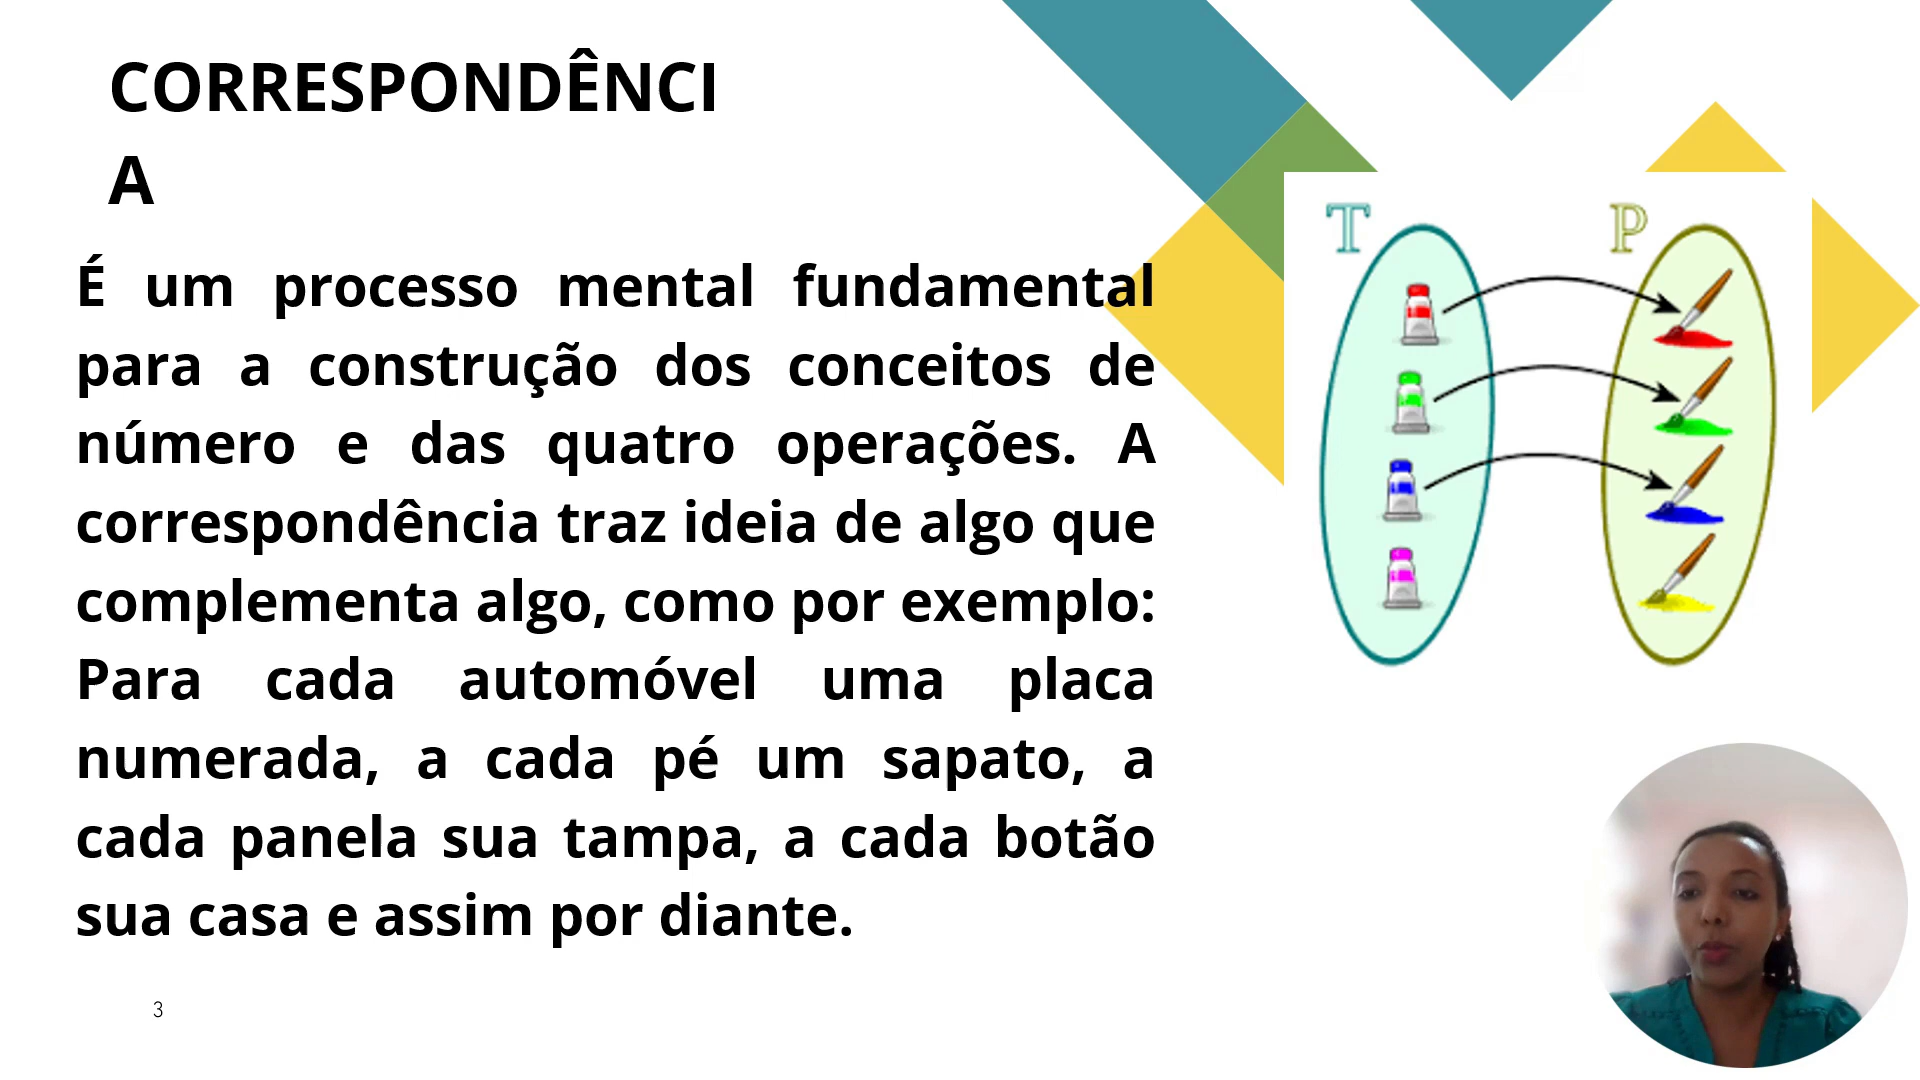 CORRESPONDÊNCI
A
É um processo mental fundamental
para a construção dos conceitos de
número e das quatro operações. A
correspondência traz ideia de algo que
complementa algo, como por exemplo:
Para cada automóvel uma placa
numerada, a cada pé um sapato, a
cada panela sua tampa, a cada botão
sua casa e assim por diante.
T
P
3